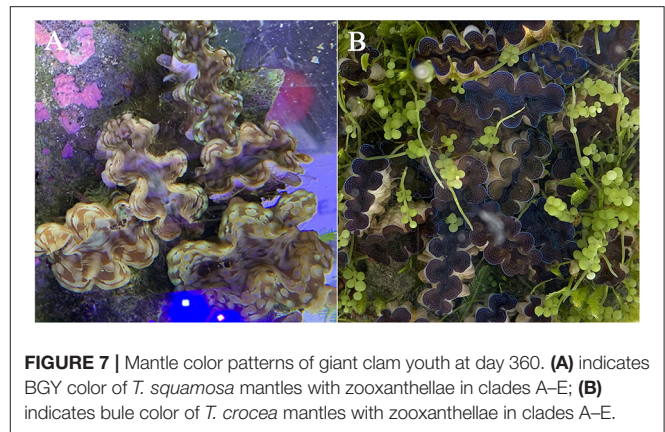 A
B
FIGURE 7 | Mantle color patterns of giant clam youth at day 360. (A) indicates
BGY color of T. squamosa mantles with zooxanthellae in clades A–E; (B)
indicates bule color of T. crocea mantles with zooxanthellae in clades A–E.